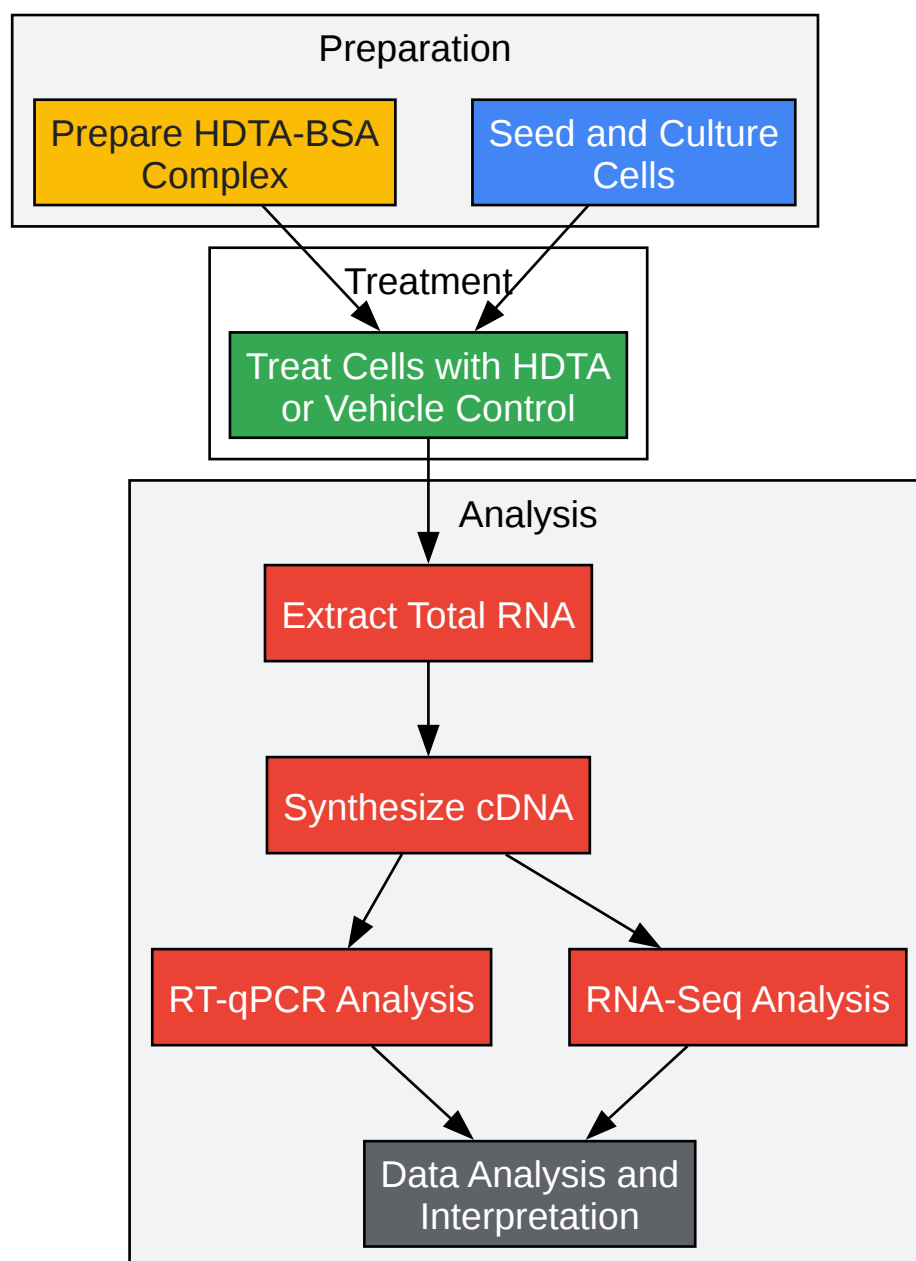 Preparation
Prepare HDTA-BSA
Complex
Seed and Culture
Cells
Treatment
Treat Cells with HDTA
or Vehicle Control
Analysis
Extract Total RNA
Synthesize cDNA
RT-qPCR Analysis
RNA-Seq Analysis
Data Analysis and
Interpretation